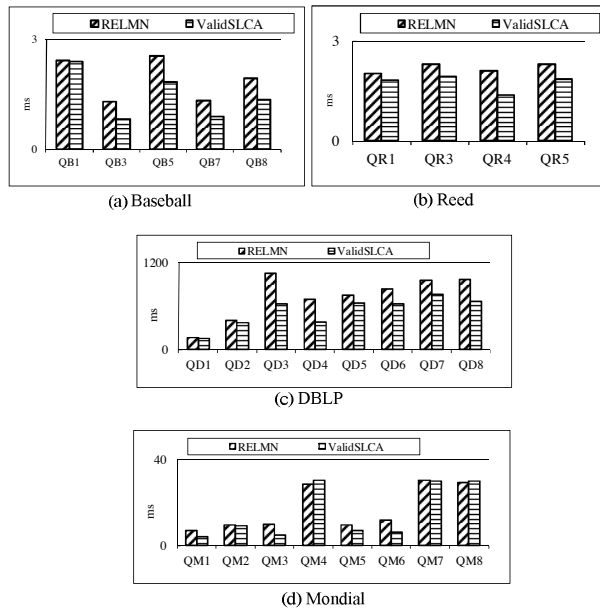 RELMN ValidSLCA
3
ms
0
QB1 QB3 QB5 QB7 QB8
(a) Baseball
RELMN ValidSLCA
3
ms
0
QR1 QR3 QR4 QR5
(b) Reed
RELMN ValidSLCA
1200
ms
0
QD1 QD2 QD3 QD4 QD5 QD6 QD7 QD8
(c) DBLP
RELMN ValidSLCA
40
ms
0
QM1 QM2 QM3 QM4 QM5 QM6 QM7 QM8
(d) Mondial